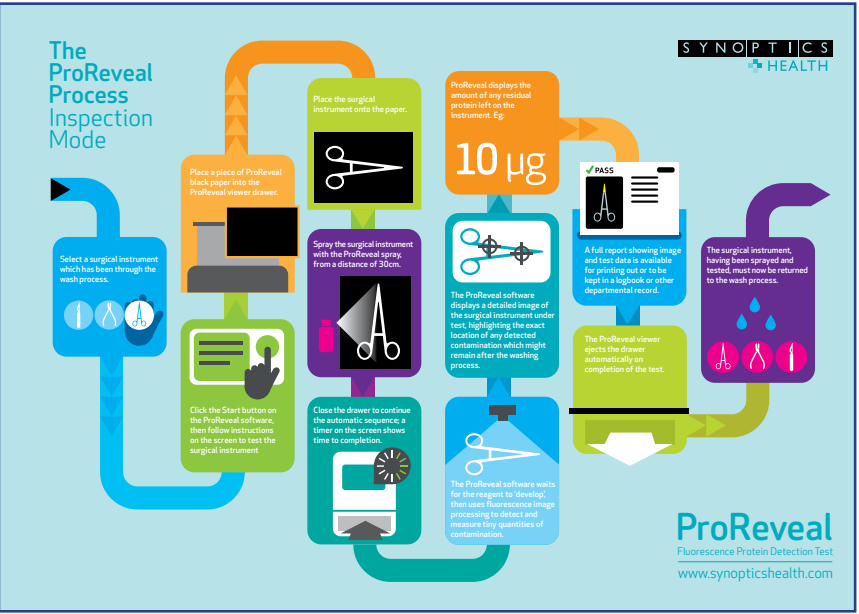 The
ProReveal
Process
Inspection
Mode
SYNOPTICS
HEALTH
Select a surgical instrument
which has been through the
wash process.
Click the Start button on
the ProReveal software,
then follow instructions
on the screen to test the
surgical instrument
Place a piece of ProReveal
black paper into the
ProReveal viewer drawer.
Place the surgical
instrument onto the paper.
Spray the surgical instrument
with the ProReveal spray,
from a distance of 30cm.
Close the drawer to continue
the automatic sequence; a
timer on the screen shows
time to completion.
The ProReveal software waits
for the reagent to 'develop',
then uses fluorescence image
processing to detect and
measure tiny quantities of
contamination.
The ProReveal software
displays a detailed image of
the surgical instrument under
test, highlighting the exact
location of any detected
contamination which might
remain after the washing
process.
ProReveal displays the
amount of any residual
protein left on the
instrument. Eg:
10 µg
PASS
A full report showing image
and test data is available
for printing out or to be
kept in a logbook or other
departmental record.
The ProReveal viewer
ejects the drawer
automatically on
completion of the test.
The surgical instrument,
having been sprayed and
tested, must now be returned
to the wash process.
ProReveal
Fluorescence Protein Detection Test
www.synopticshealth.com